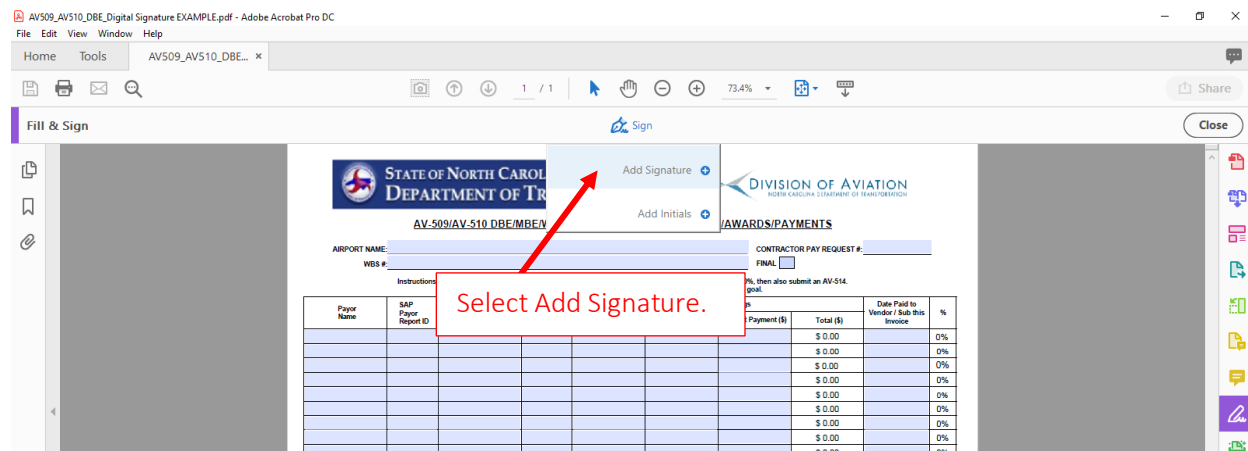 AV509_AV510_DBE_Digital Signature EXAMPLE.pdf - Adobe Acrobat Pro DC
File Edit View Window Help
Home Tools AV509_AV510_DBE... ×
1 / 1 73.4%
Share
Fill & Sign Sign Close
STATE OF NORTH CAROL
DEPARTMENT OF TR
DIVISION OF AVIATION
NORTH CAROLINA DEPARTMENT OF TRANSPORTATION
Add Signature
Add Initials
AV-509/AV-510 DBE/MBE/ /AWARDS/PAYMENTS
AIRPORT NAME: CONTRACTOR PAY REQUEST #:
WBS #: FINAL
Instructions %, then also submit an AV-514.
goal.
Select Add Signature.
Payor Name
SAP Payor Report ID
Payment ($)
Total ($)
Date Paid to Vendor / Sub this Invoice
%
$ 0.00 0%
$ 0.00 0%
$ 0.00 0%
$ 0.00 0%
$ 0.00 0%
$ 0.00 0%
$ 0.00 0%
$ 0.00 0%